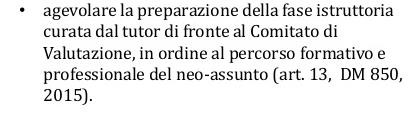 • agevolare la preparazione della fase istruttoria
curata dal tutor di fronte al Comitato di
Valutazione, in ordine al percorso formativo e
professionale del neo-assunto (art. 13, DM 850,
2015).